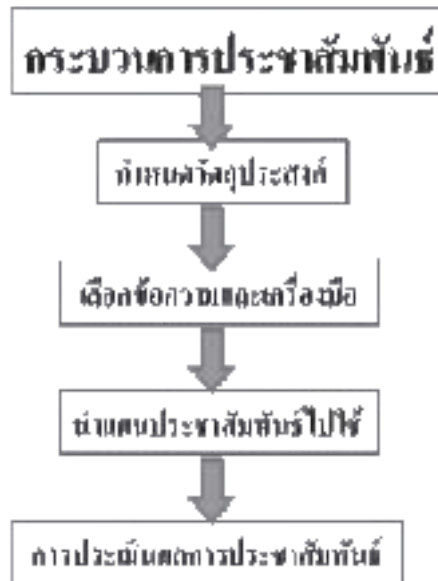 กระบวนการประชาสัมพันธ์
กำหนดวัตถุประสงค์
เลือกข้อความและเครื่องมือ
นำแผนประชาสัมพันธ์ไปใช้
การประเมินผลการประชาสัมพันธ์